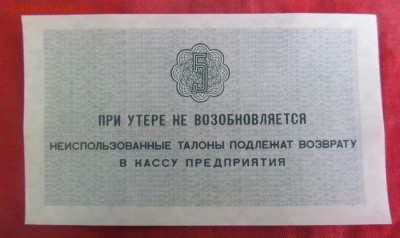 5
ПРИ УТЕРЕ НЕ ВОЗОБНОВЛЯЕТСЯ
НЕИСПОЛЬЗОВАННЫЕ ТАЛОНЫ ПОДЛЕЖАТ ВОЗВРАТУ
В КАССУ ПРЕДПРИЯТИЯ